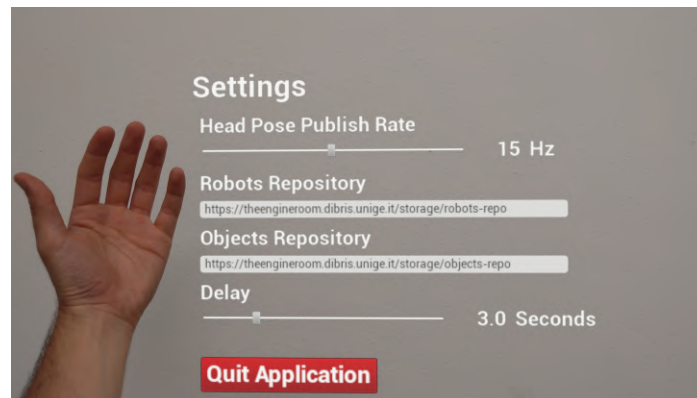 Settings
Head Pose Publish Rate
15 Hz
Robots Repository
https://theengineroom.dibris.unige.it/storage/robots-repo
Objects Repository
https://theengineroom.dibris.unige.it/storage/objects-repo
Delay
3.0 Seconds
Quit Application